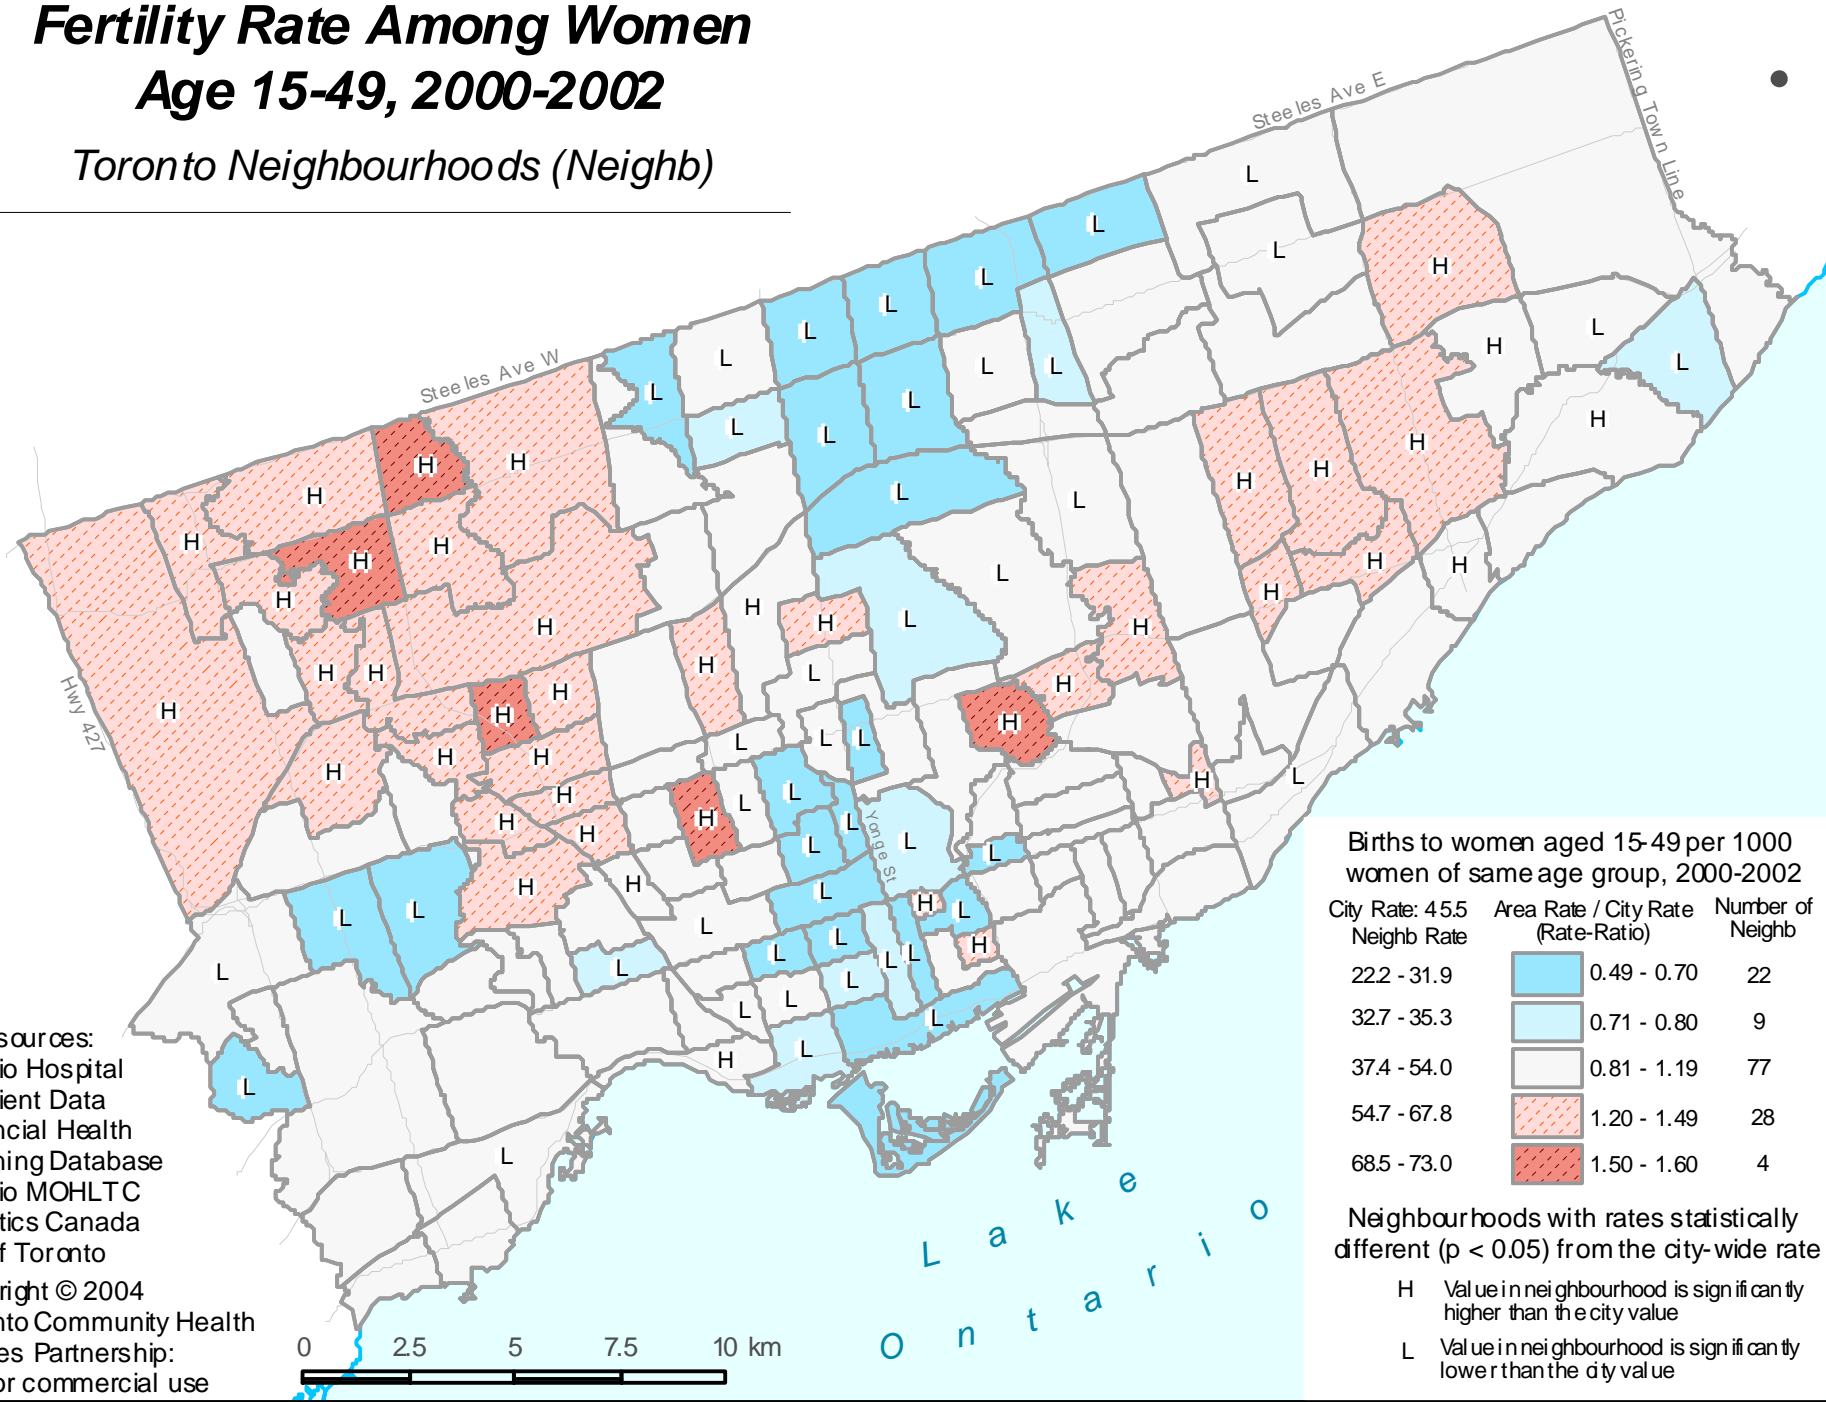 Fertility Rate Among Women
Age 15-49, 2000-2002
Toronto Neighbourhoods (Neighb)
Pickering Town Line
Steeles Ave E
Steeles Ave W
Hwy 427
Yonge St
Lake
Ontario
Births to women aged 15-49 per 1000
women of same age group, 2000-2002
City Rate: 45.5 Area Rate / City Rate Number of
Neighb Rate (Rate-Ratio) Neighb
22.2 - 31.9 0.49 - 0.70 22
32.7 - 35.3 0.71 - 0.80 9
37.4 - 54.0 0.81 - 1.19 77
54.7 - 67.8 1.20 - 1.49 28
68.5 - 73.0 1.50 - 1.60 4
Neighbourhoods with rates statistically
different (p < 0.05) from the city-wide rate
H Value in neighbourhood is significantly
higher than the city value
L Value in neighbourhood is significantly
lower than the city value
sources:
io Hospital
ient Data
ncial Health
ning Database
io MOHLTC
tics Canada
f Toronto
right © 2004
nto Community Health
es Partnership:
or commercial use
0 2.5 5 7.5 10 km